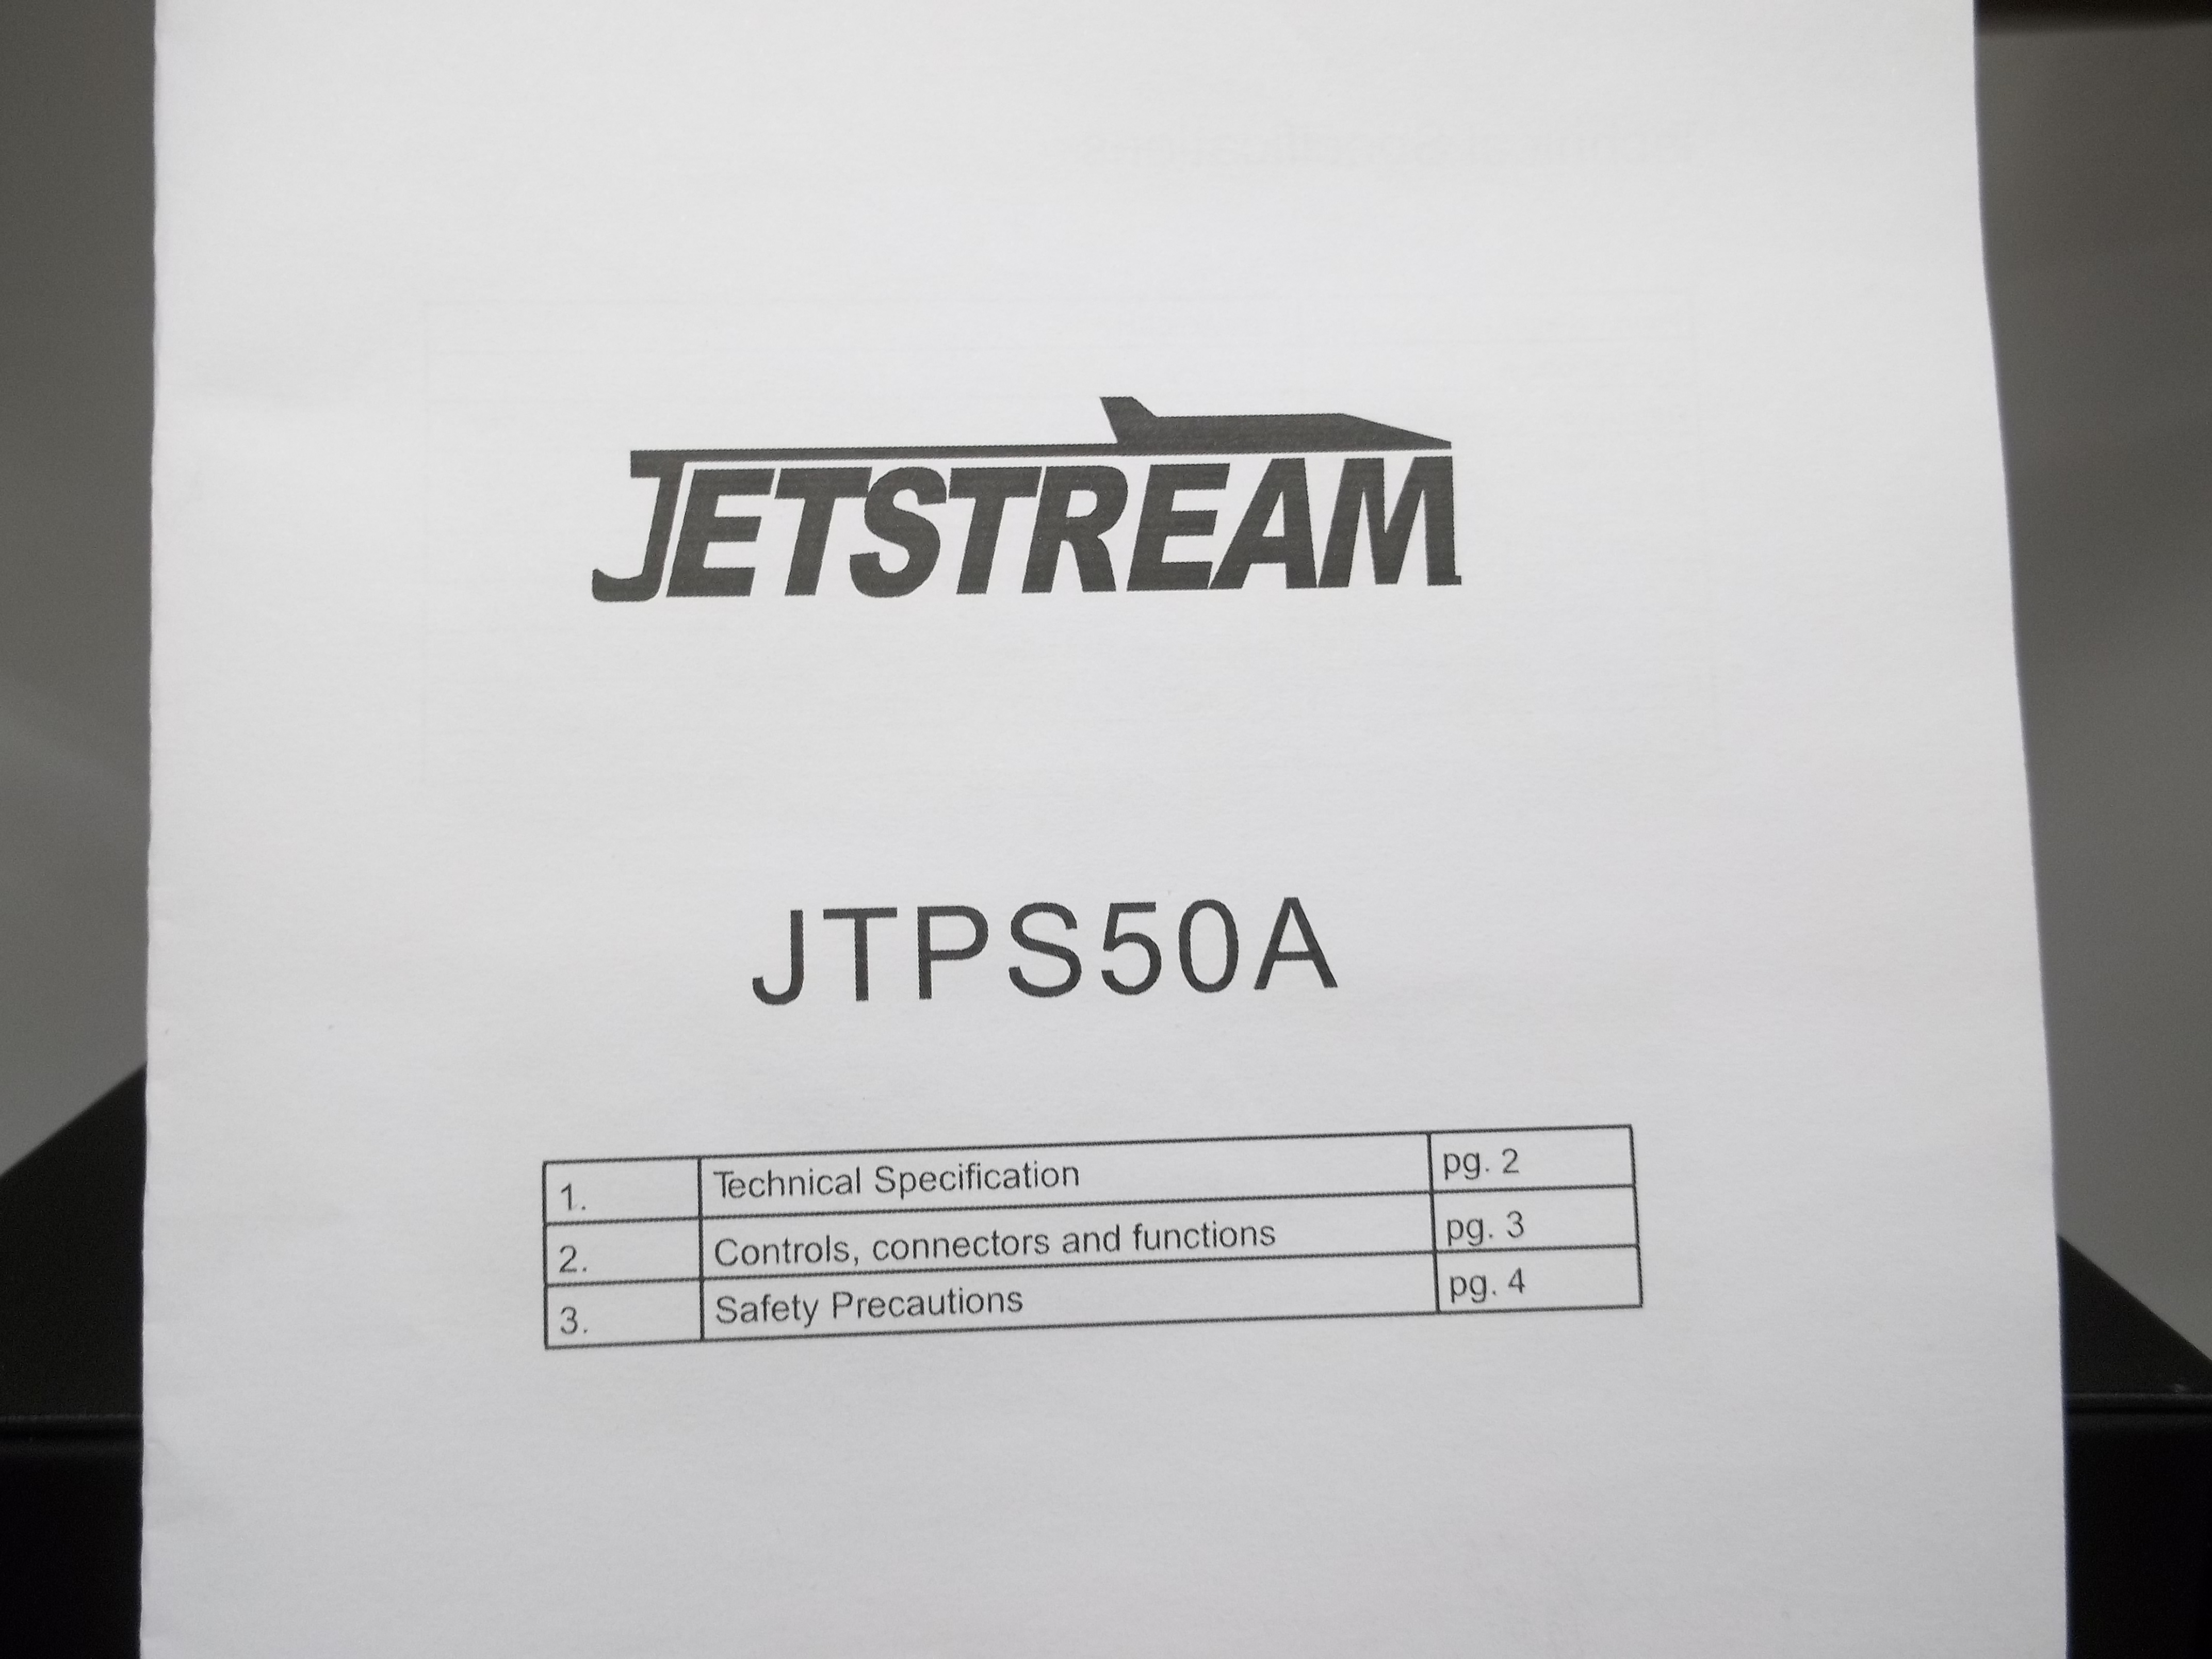 JETSTREAM
JTPS50A
1. Technical Specification pg. 2
2. Controls, connectors and functions pg. 3
3. Safety Precautions pg. 4